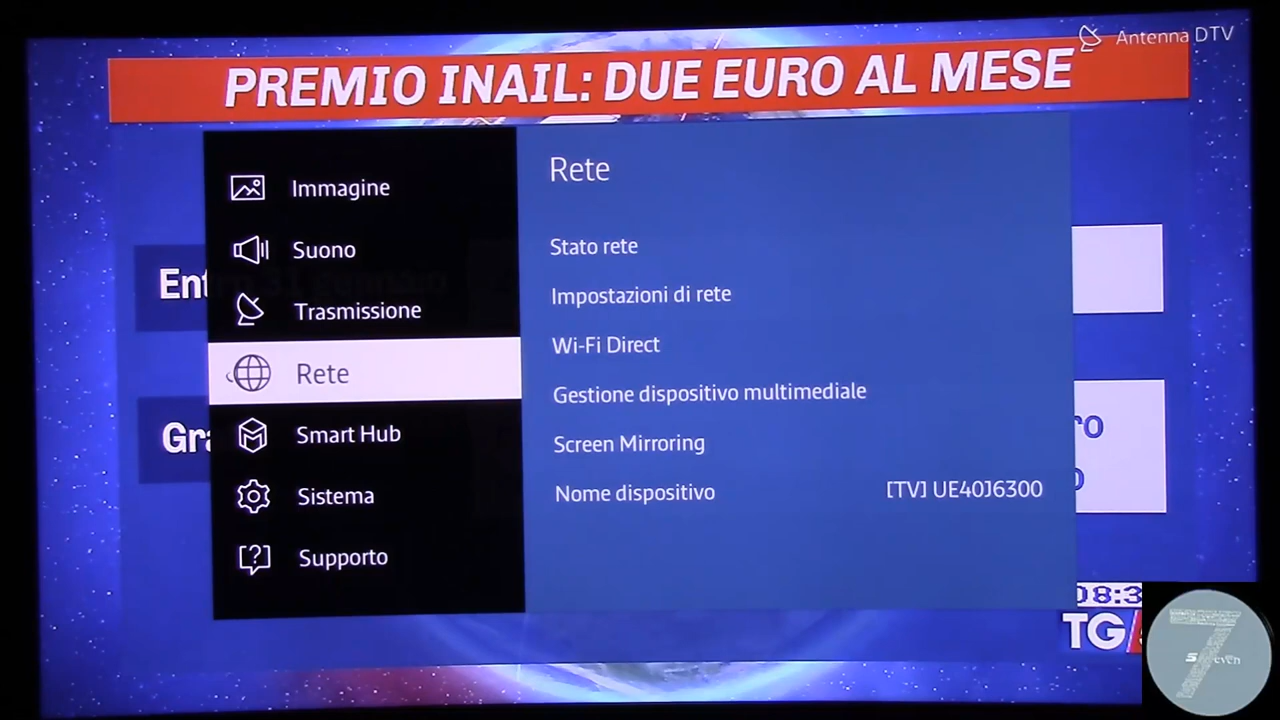 Antenna DTV
PREMIO INAIL: DUE EURO AL MESE
Immagine
Suono
Trasmissione
Rete
Smart Hub
Sistema
Supporto
Rete
Stato rete
Impostazioni di rete
Wi-Fi Direct
Gestione dispositivo multimediale
Screen Mirroring
Nome dispositivo [TV] UE40J6300
TG
7